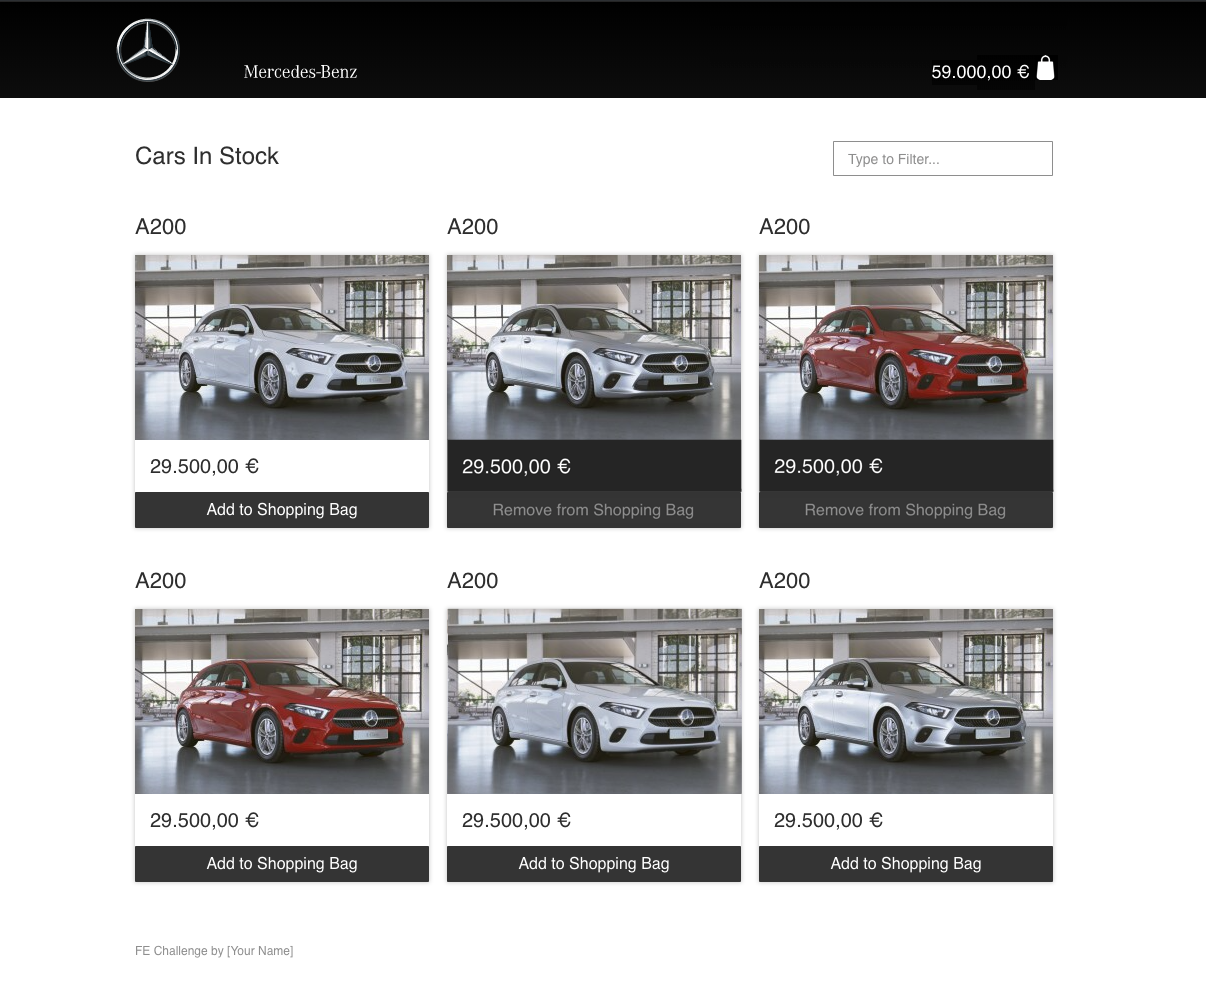 Mercedes-Benz
59.000,00 €
Cars In Stock
Type to Filter...
A200
A200
A200
29.500,00 €
29.500,00 €
29.500,00 €
Add to Shopping Bag
Remove from Shopping Bag
Remove from Shopping Bag
A200
A200
A200
29.500,00 €
29.500,00 €
29.500,00 €
Add to Shopping Bag
Add to Shopping Bag
Add to Shopping Bag
FE Challenge by [Your Name]